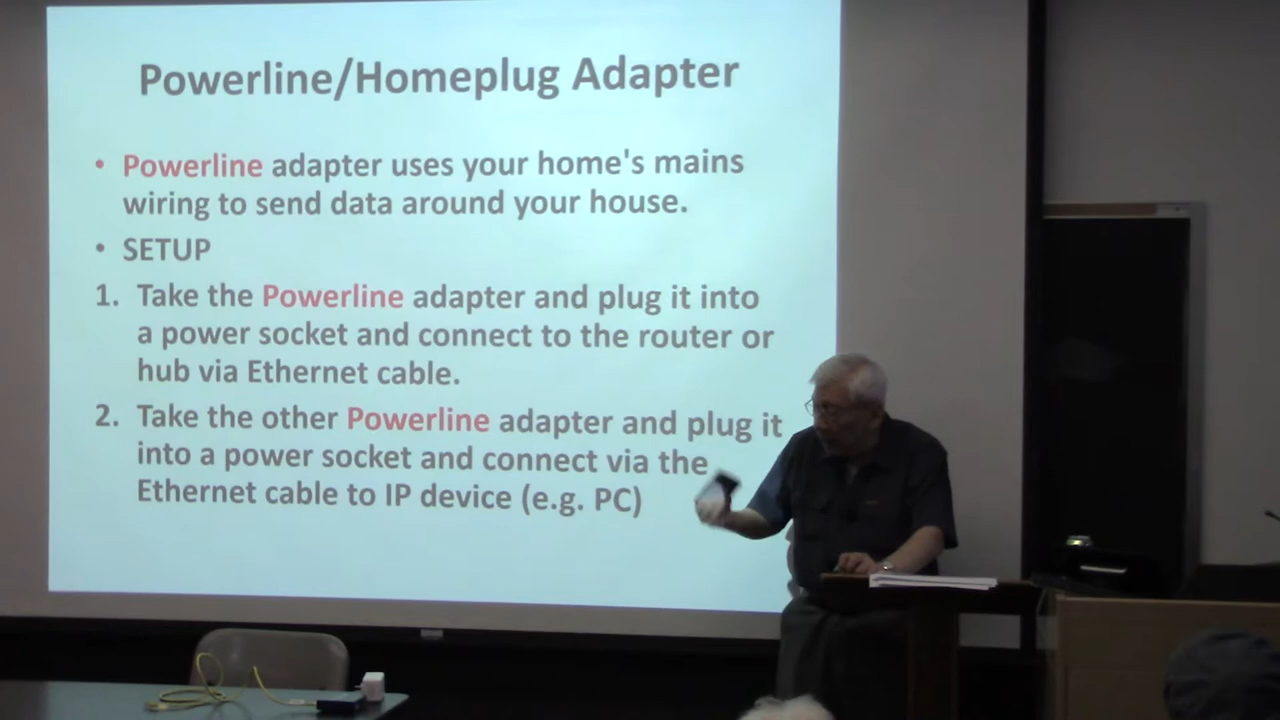 Powerline/Homeplug Adapter
• Powerline adapter uses your home's mains
wiring to send data around your house.
• SETUP
1. Take the Powerline adapter and plug it into
a power socket and connect to the router or
hub via Ethernet cable.
2. Take the other Powerline adapter and plug it
into a power socket and connect via the
Ethernet cable to IP device (e.g. PC)